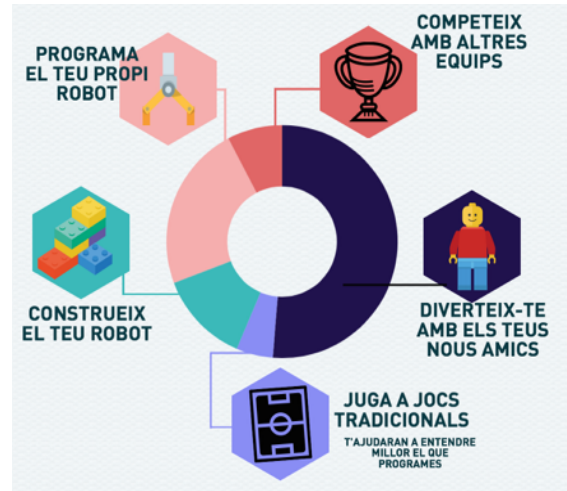 PROGRAMA
EL TEU PROPI
ROBOT
COMPETEIX
AMB ALTRES
EQUIPS
CONSTRUEIX
EL TEU ROBOT
DIVERTEIX-TE
AMB ELS TEUS
NOUS AMICS
JUGA A JOCS
TRADICIONALS
T'AJUDARAN A ENTENDRE
MILLOR EL QUE
PROGRAMES